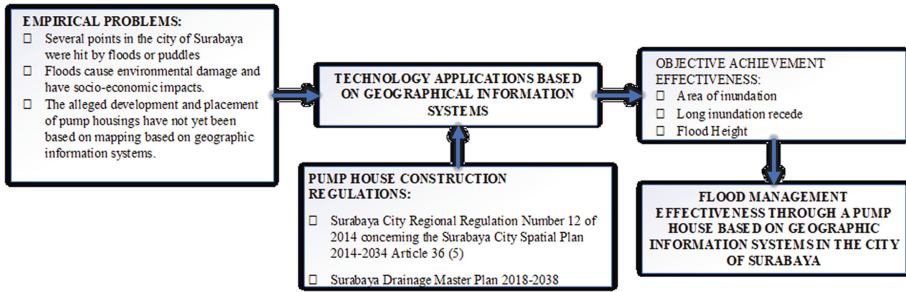 EMPIRICAL PROBLEMS:
Several points in the city of Surabaya
were hit by floods or puddles
Floods cause environmental damage and
have socio-economic impacts.
The alleged development and placement
of pump housings have not yet been
based on mapping based on geographic
information systems.
TECHNOLOGY APPLICATIONS BASED
ON GEOGRAPHICAL INFORMATION
SYSTEMS
PUMP HOUSE CONSTRUCTION
REGULATIONS:
Surabaya City Regional Regulation Number 12 of
2014 concerning the Surabaya City Spatial Plan
2014-2034 Article 36 (5)
Surabaya Drainage Master Plan 2018-2038
OBJECTIVE ACHIEVEMENT
EFFECTIVENESS:
Area of inundation
Long inundation recede
Flood Height
FLOOD MANAGEMENT
EFFECTIVENESS THROUGH A PUMP
HOUSE BASED ON GEOGRAPHIC
INFORMATION SYSTEMS IN THE CITY
OF SURABAYA